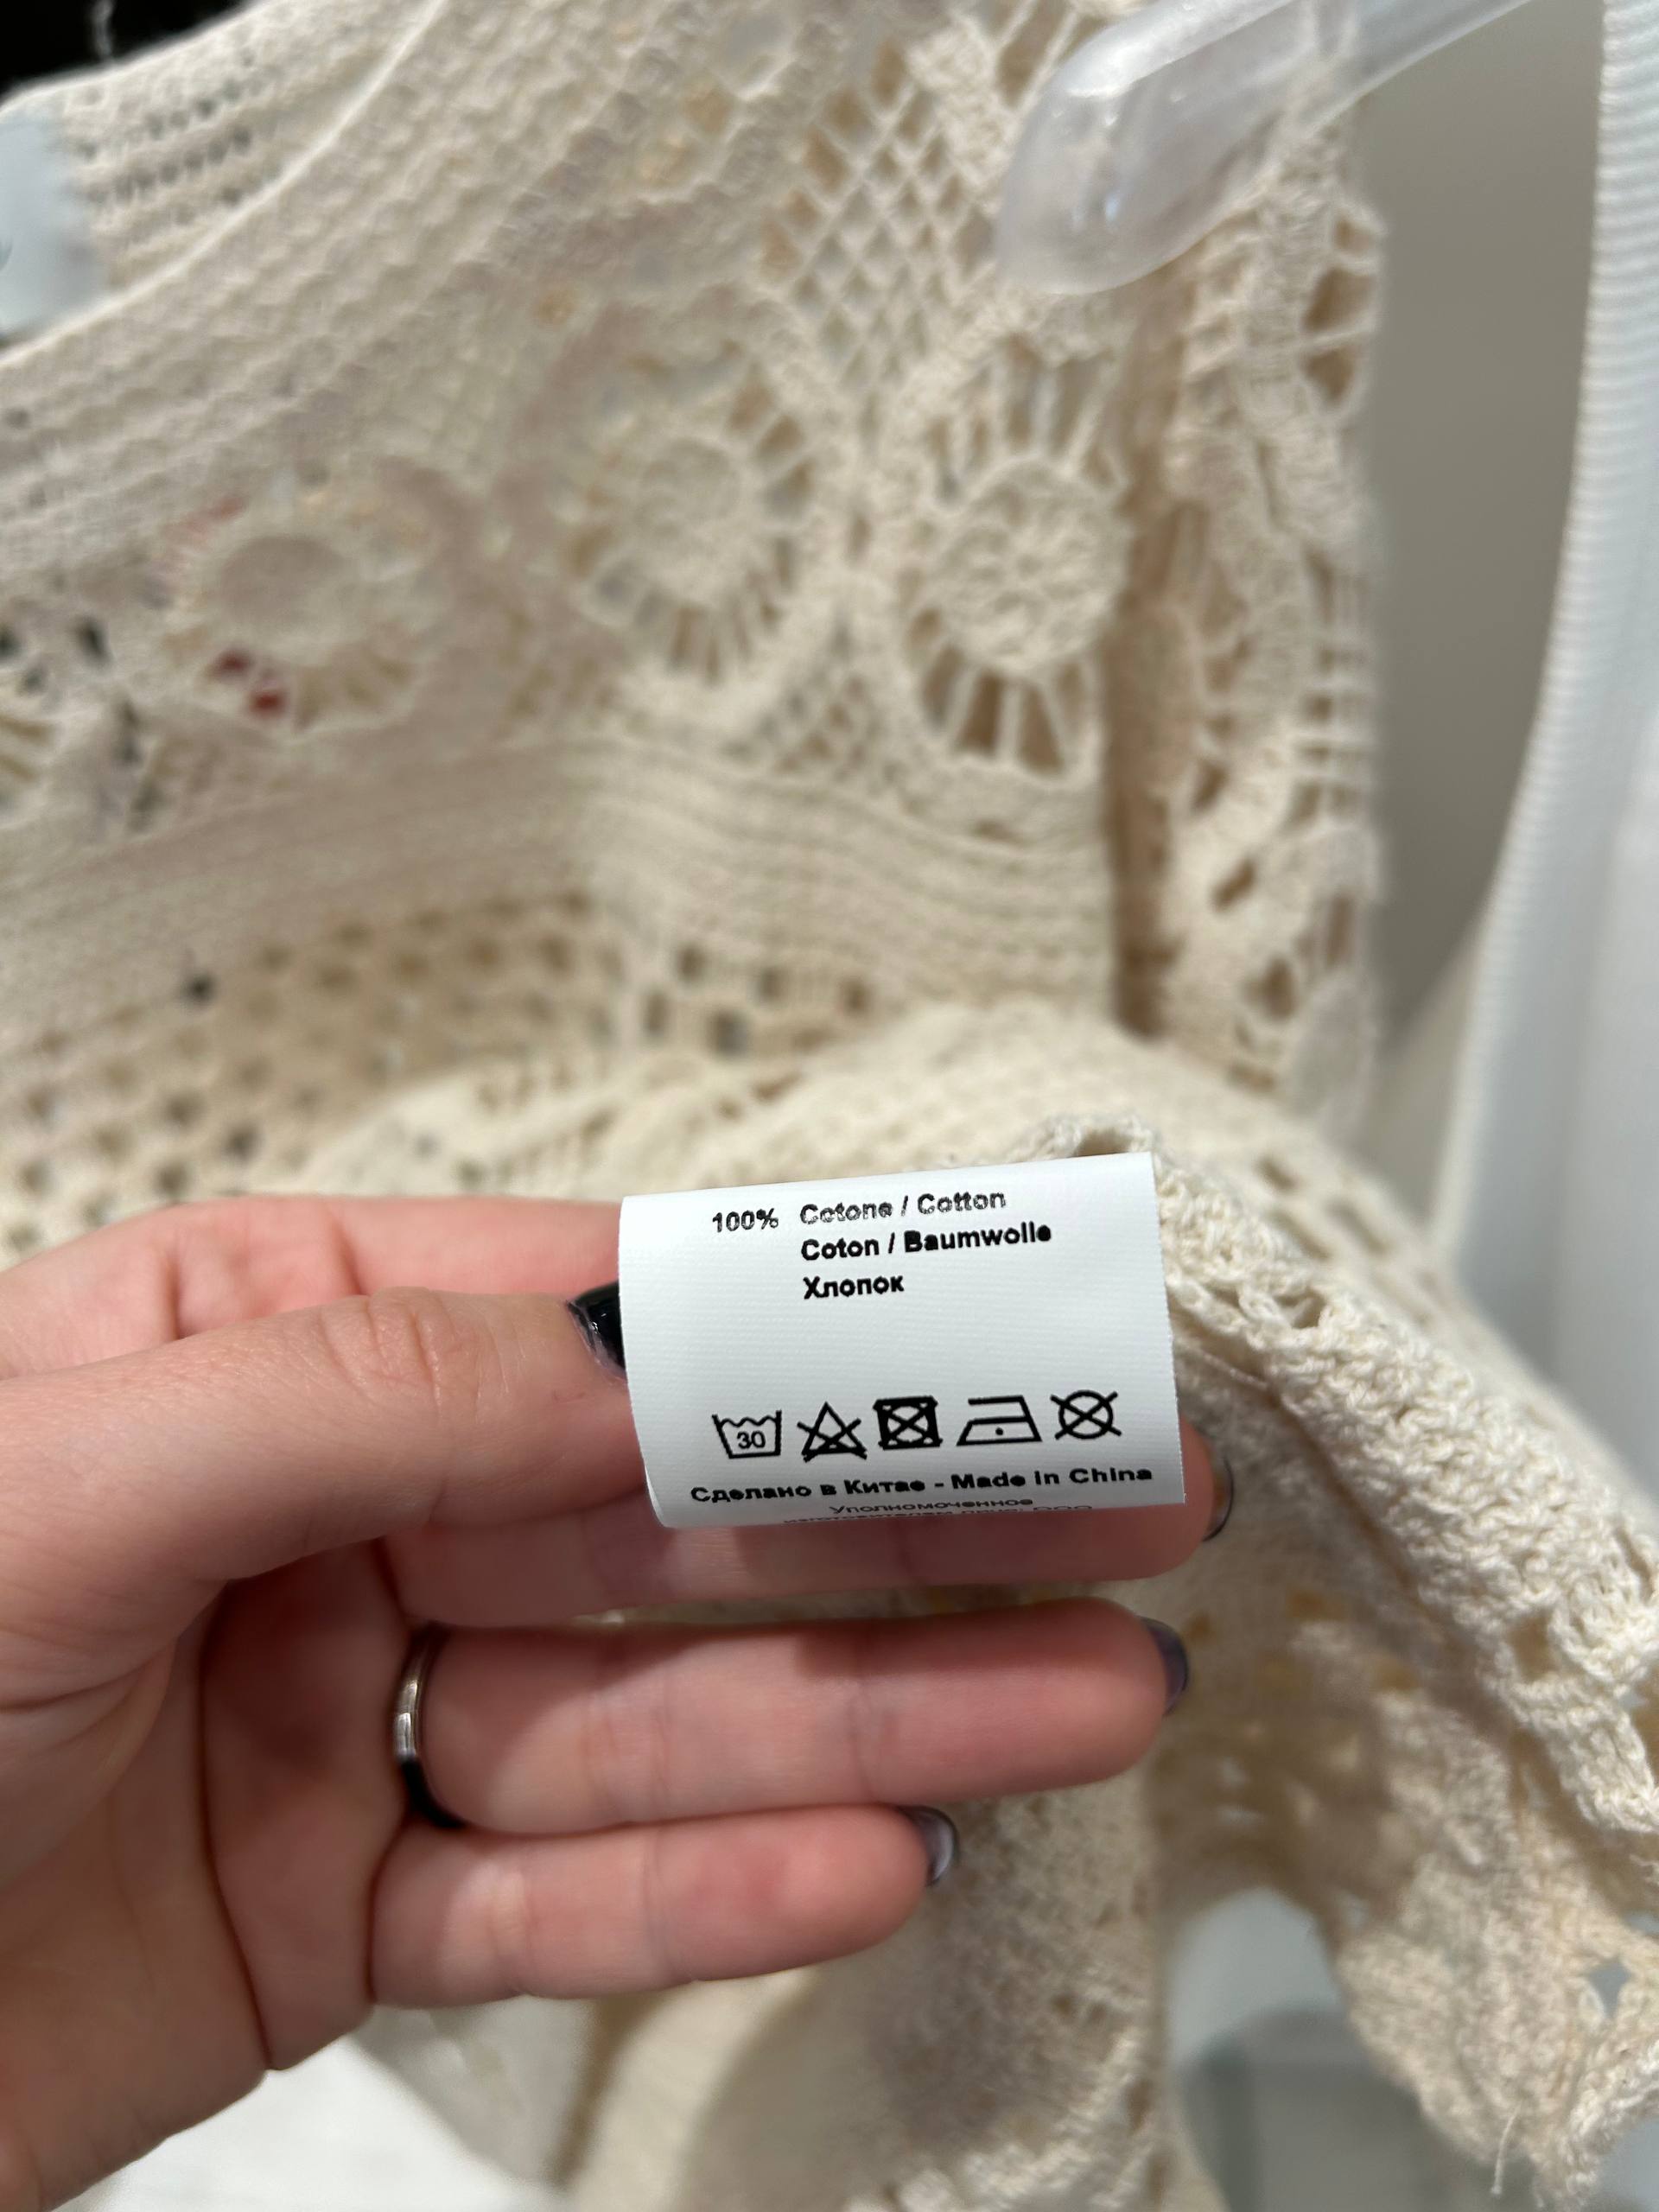 100% Cotone / Cotton
Coton / Baumwolle
Хлопок
30
Сделано в Китае - Made in China
Уполномоченное